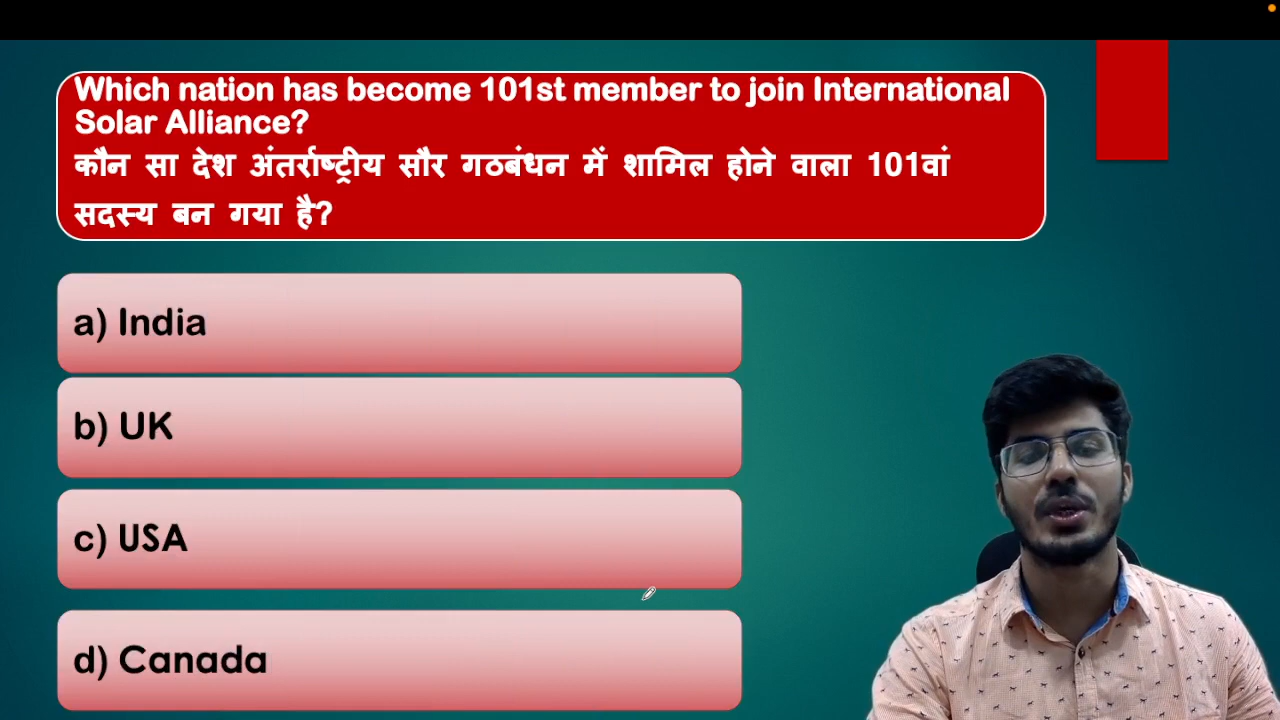 Which nation has become 101st member to join International
Solar Alliance?
कौन सा देश अंतर्राष्ट्रीय सौर गठबंधन में शामिल होने वाला 101वां
सदस्य बन गया है?
a) India
b) UK
c) USA
d) Canada